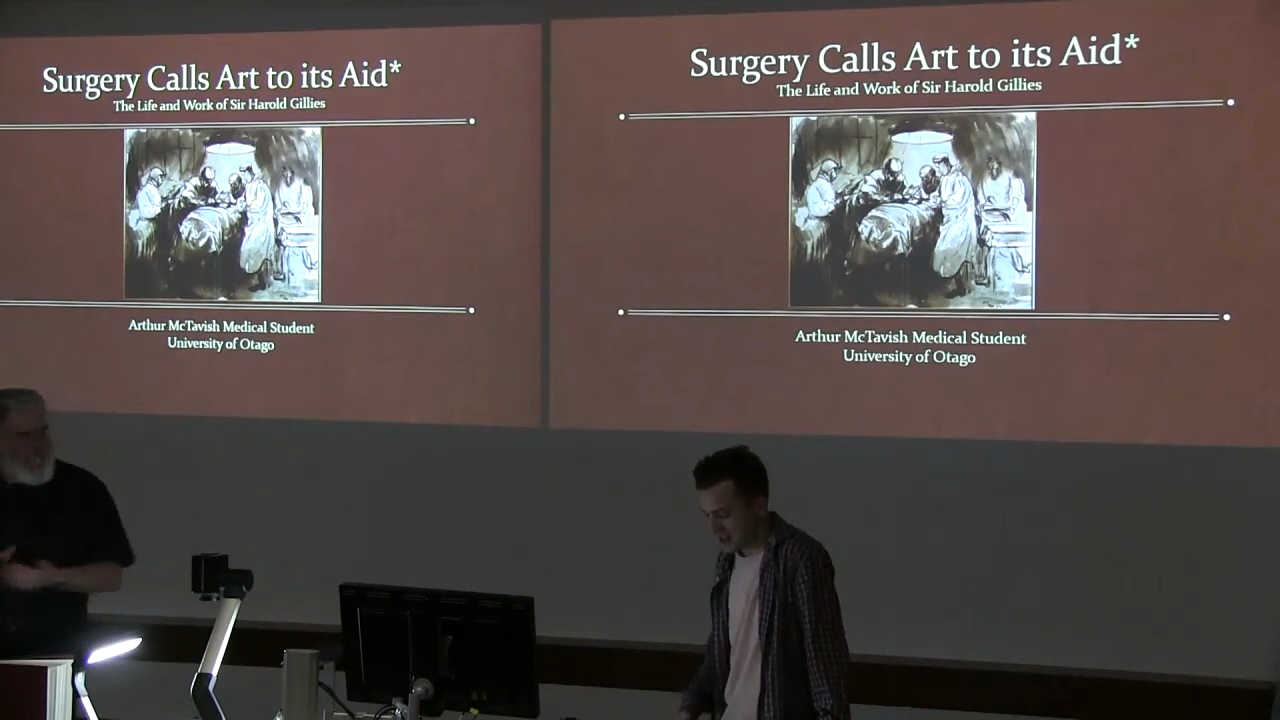 Surgery Calls Art to its Aid*
The Life and Work of Sir Harold Gillies
Arthur McTavish Medical Student
University of Otago
Surgery Calls Art to its Aid*
The Life and Work of Sir Harold Gillies
Arthur McTavish Medical Student
University of Otago